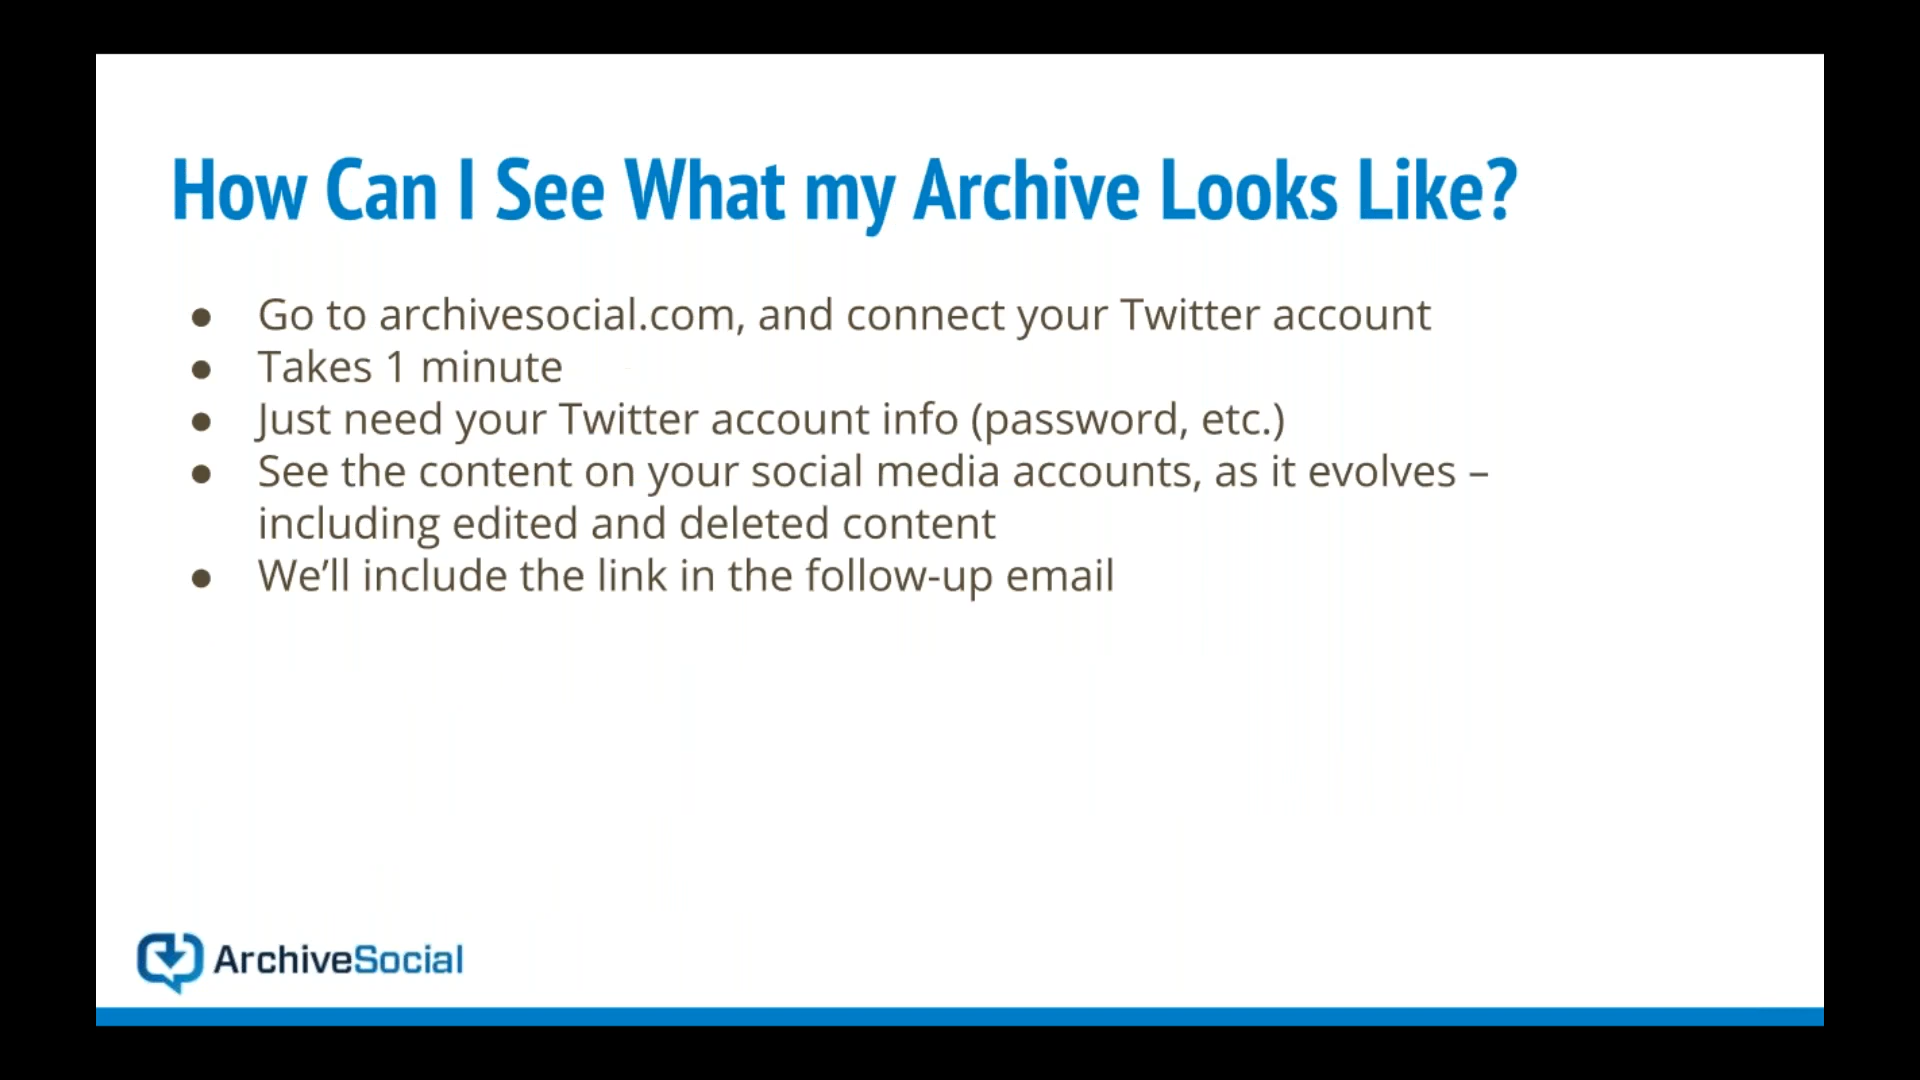 How Can I See What my Archive Looks Like?
● Go to archivesocial.com, and connect your Twitter account
● Takes 1 minute
● Just need your Twitter account info (password, etc.)
● See the content on your social media accounts, as it evolves –
including edited and deleted content
● We’ll include the link in the follow-up email
ArchiveSocial